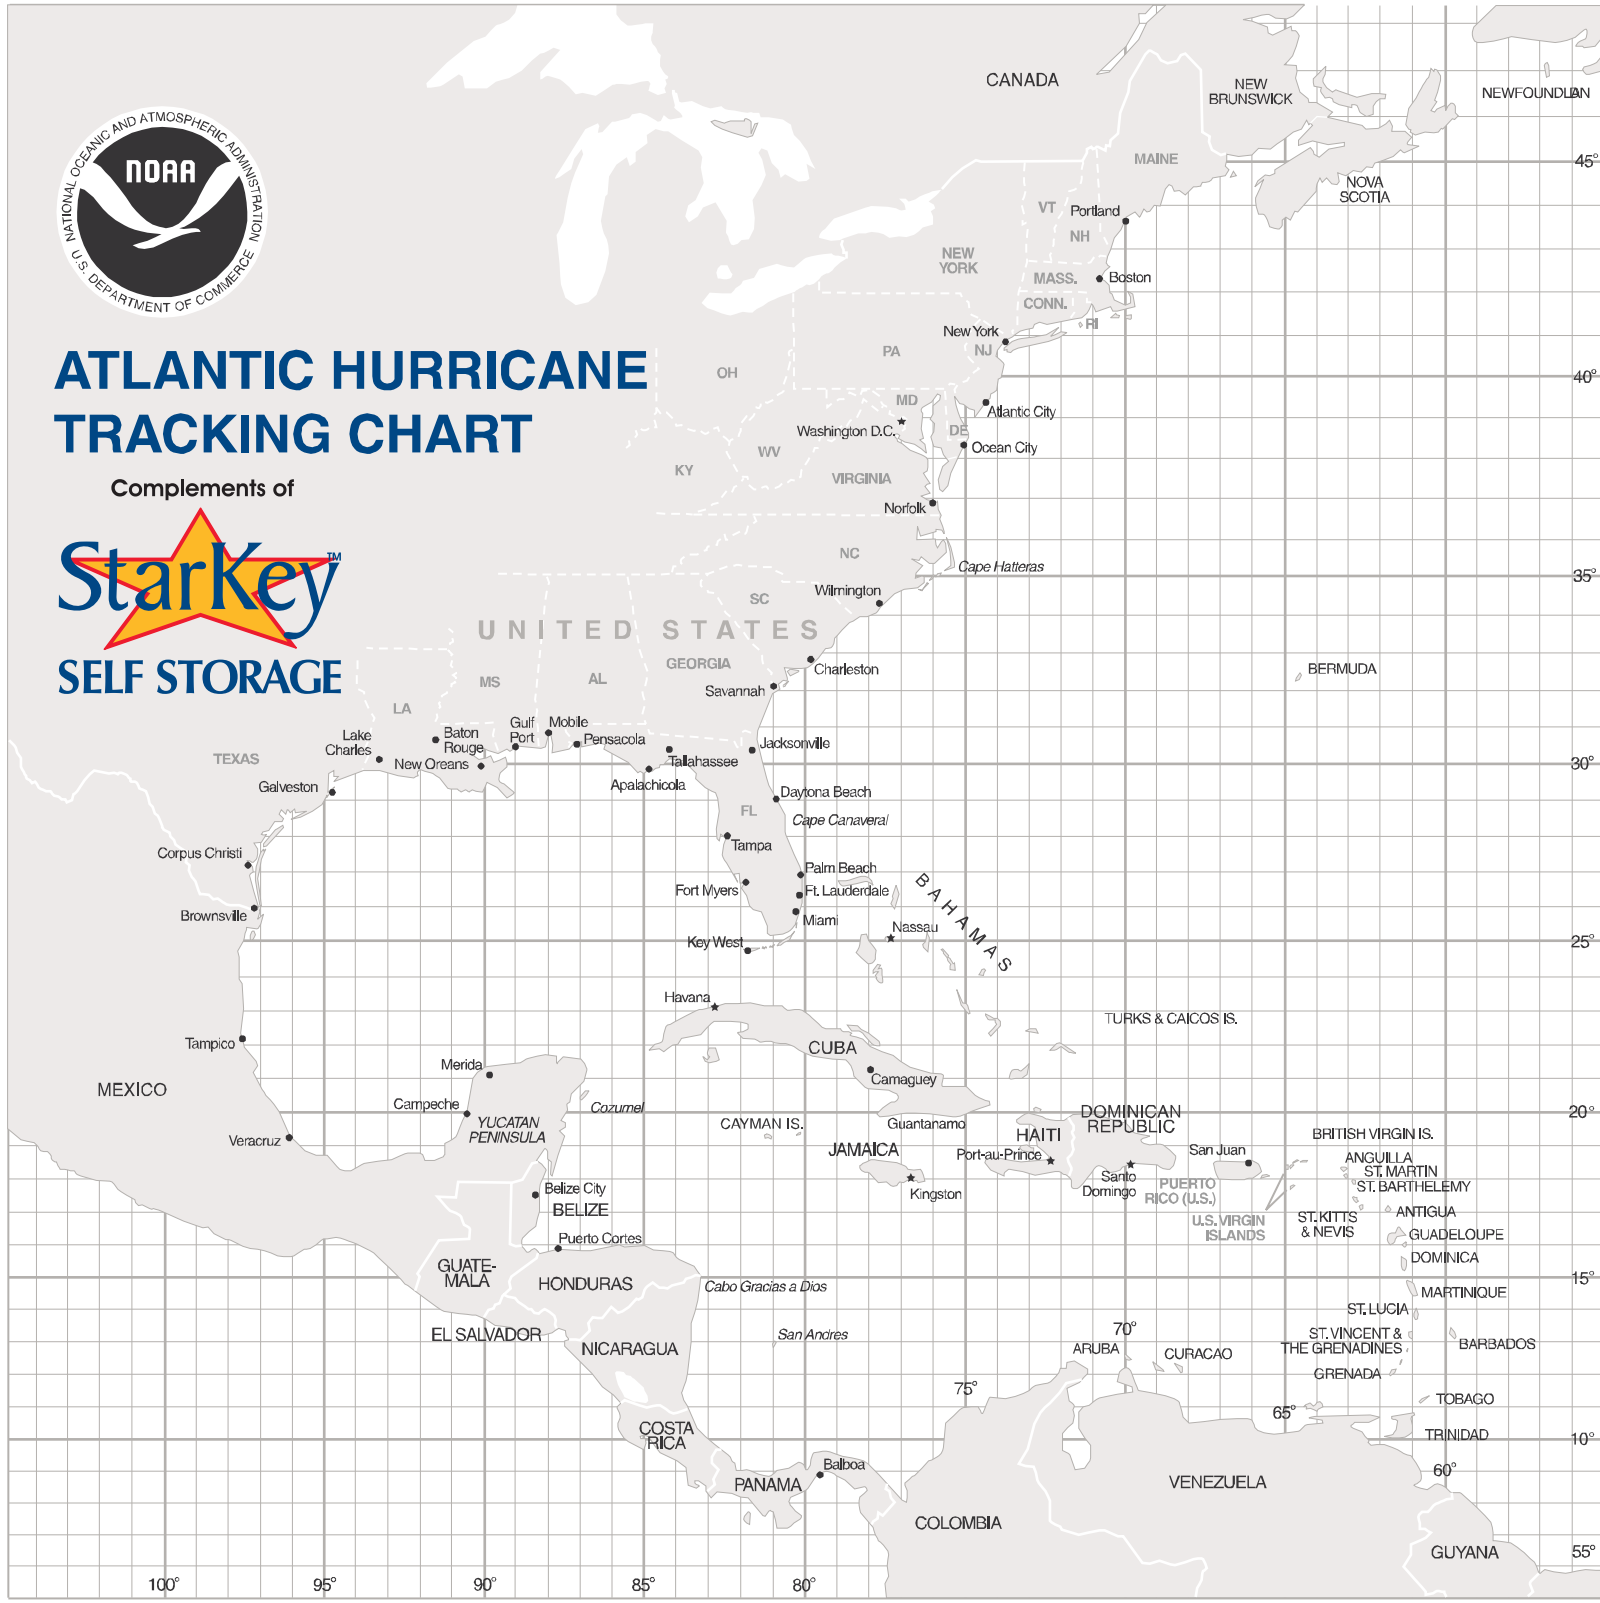 CANADA
NEW
BRUNSWICK
NEWFOUNDLAN
NATIONAL OCEANIC AND ATMOSPHERIC ADMINISTRATION
NOAA
U.S. DEPARTMENT OF COMMERCE
MAINE
45°
NOVA
SCOTIA
VT
Portland
NH
NEW
YORK
MASS.
Boston
CONN.
RI
New York
NJ
PA
OH
ATLANTIC HURRICANE
TRACKING CHART
40°
MD
Atlantic City
Washington D.C.
DE
Ocean City
WV
KY
VIRGINIA
Complements of
Norfolk
StarKey™
SELF STORAGE
NC
Cape Hatteras
35°
Wilmington
SC
UNITED STATES
GEORGIA
Charleston
BERMUDA
MS
AL
Savannah
LA
Gulf
Port
Mobile
Lake
Charles
Baton
Rouge
Pensacola
Jacksonville
TEXAS
New Oreans
Tallahassee
30°
Galveston
Apalachicola
Daytona Beach
FL
Cape Canaveral
Tampa
Corpus Christi
Palm Beach
Fort Myers
Ft. Lauderdale
BAHAMAS
Brownsville
Miami
Nassau
Key West
25°
Havana
TURKS & CAICOS IS.
Tampico
CUBA
Merida
Camaguey
MEXICO
Campeche
Cozumel
20°
YUCATAN
PENINSULA
CAYMAN IS.
Guantanamo
DOMINICAN
REPUBLIC
HAITI
Veracruz
JAMAICA
Port-au-Prince
San Juan
BRITISH VIRGIN IS.
ANGUILLA
ST. MARTIN
ST. BARTHELEMY
Belize City
Kingston
Santo
Domingo
PUERTO
RICO (U.S.)
BELIZE
U.S. VIRGIN
ISLANDS
ST. KITTS
& NEVIS
ANTIGUA
Puerto Cortes
GUADELOUPE
DOMINICA
GUATE-
MALA
HONDURAS
Cabo Gracias a Dios
15°
MARTINIQUE
ST. LUCIA
EL SALVADOR
San Andres
70°
ST. VINCENT &
THE GRENADINES
BARBADOS
NICARAGUA
ARUBA
CURACAO
GRENADA
75°
TOBAGO
65°
COSTA
RICA
TRINIDAD
10°
Balboa
60°
PANAMA
VENEZUELA
COLOMBIA
GUYANA
55°
100°
95°
90°
85°
80°